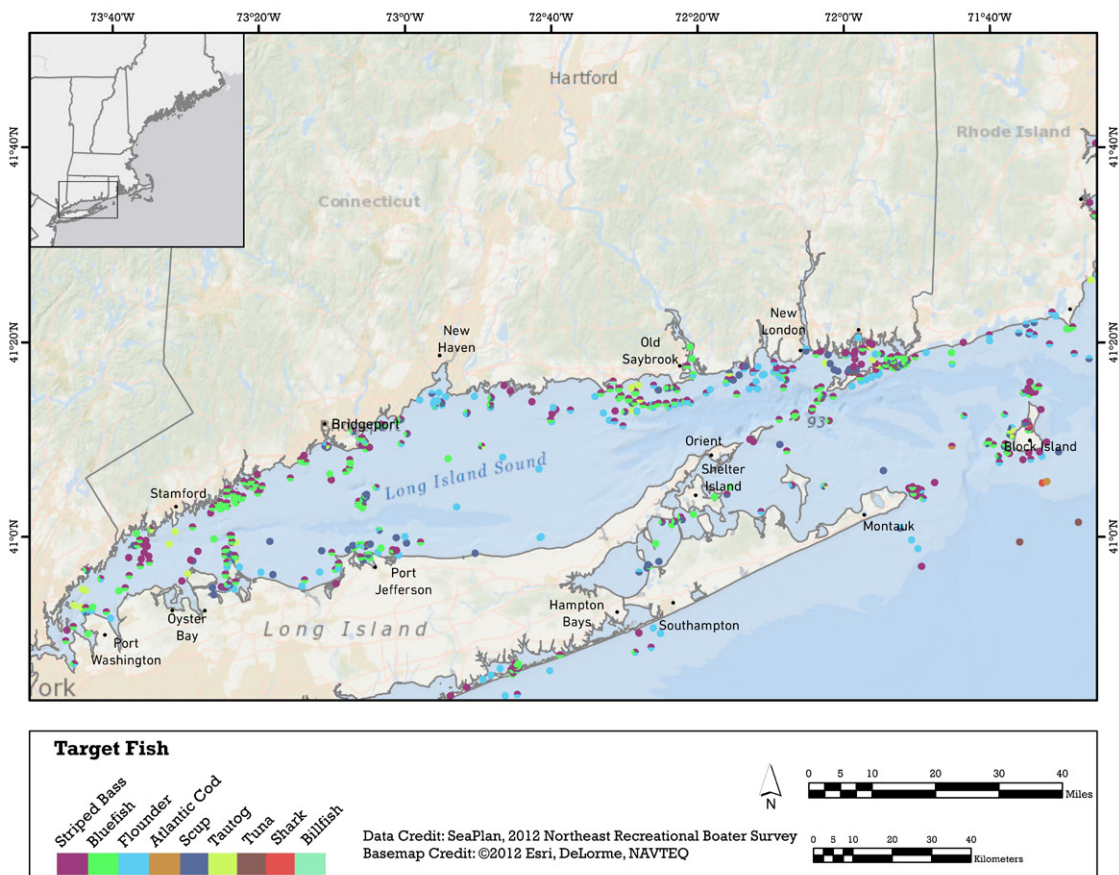 73°40'W 73°20'W 73°0'W 72°40'W 72°20'W 72°0'W 71°40'W
Hartford
41°40'N
Rhode Island
41°40'N
Connecticut
New
London
New
Haven
Old
Saybrook
41°20'N
41°20'N
Bridgeport
93
Orient
Block Island
Long Island Sound
Shelter
Island
Stamford
Montauk
41°0'N
41°0'N
Port
Jefferson
Hampton
Bays
Oyster
Bay
Southampton
Long Island
Port
Washington
ork
Target Fish
Striped Bass
Bluefish
Flounder
Atlantic Cod
Scup
Tautog
Tuna
Shark
Billfish
N
0 5 10 20 30 40
Miles
Data Credit: SeaPlan, 2012 Northeast Recreational Boater Survey
Basemap Credit: ©2012 Esri, DeLorme, NAVTEQ
0 5 10 20 30 40
Kilometers